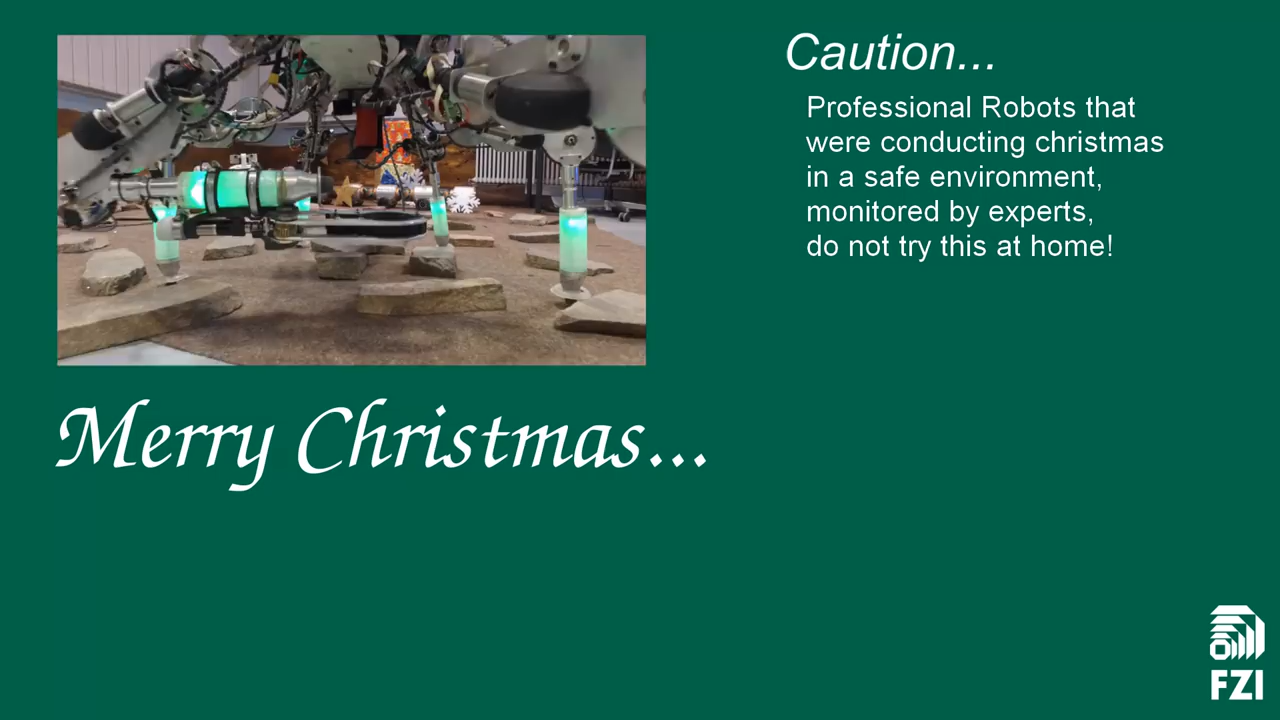 Caution...
Professional Robots that
were conducting christmas
in a safe environment,
monitored by experts,
do not try this at home!
Merry Christmas...
FZI